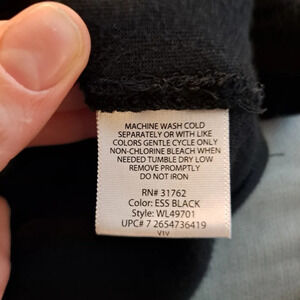 MACHINE WASH COLD
SEPARATELY OR WITH LIKE
COLORS GENTLE CYCLE ONLY
NON-CHLORINE BLEACH WHEN
NEEDED TUMBLE DRY LOW
REMOVE PROMPTLY
DO NOT IRON
RN# 31762
Color: ESS BLACK
Style: WL49701
UPC# 7 2654736419
VIV